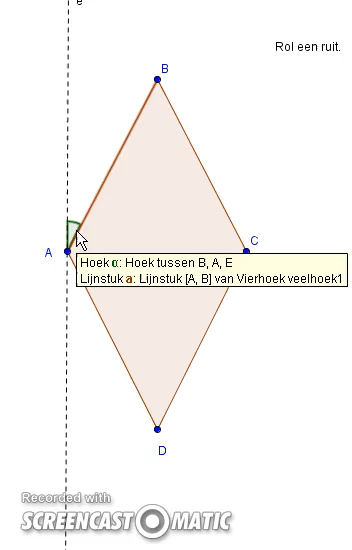 e
B
Rol een ruit.
A
C
Hoek α: Hoek tussen B, A, E
Lijnstuk a: Lijnstuk [A, B] van Vierhoek veelhoek1
D
Recorded with
SCREENCAST O MATIC